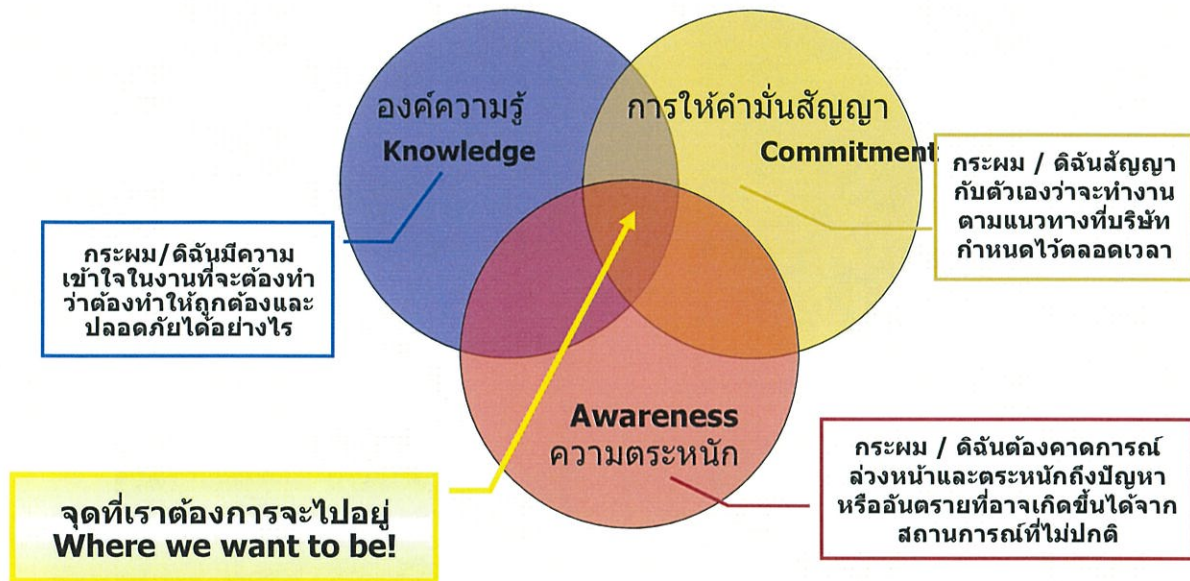 องค์ความรู้
Knowledge
การให้คำมั่นสัญญา
Commitment
กระผม / ดิฉันสัญญา
กับตัวเองว่าจะทำงาน
ตามแนวทางที่บริษัท
กำหนดไว้ตลอดเวลา
กระผม/ดิฉันมีความ
เข้าใจในงานที่จะต้องทำ
ว่าต้องทำให้ถูกต้องและ
ปลอดภัยได้อย่างไร
Awareness
ความตระหนัก
กระผม / ดิฉันต้องคาดการณ์
ล่วงหน้าและตระหนักถึงปัญหา
หรืออันตรายที่อาจเกิดขึ้นได้จาก
สถานการณ์ที่ไม่ปกติ
จุดที่เราต้องการจะไปอยู่
Where we want to be!